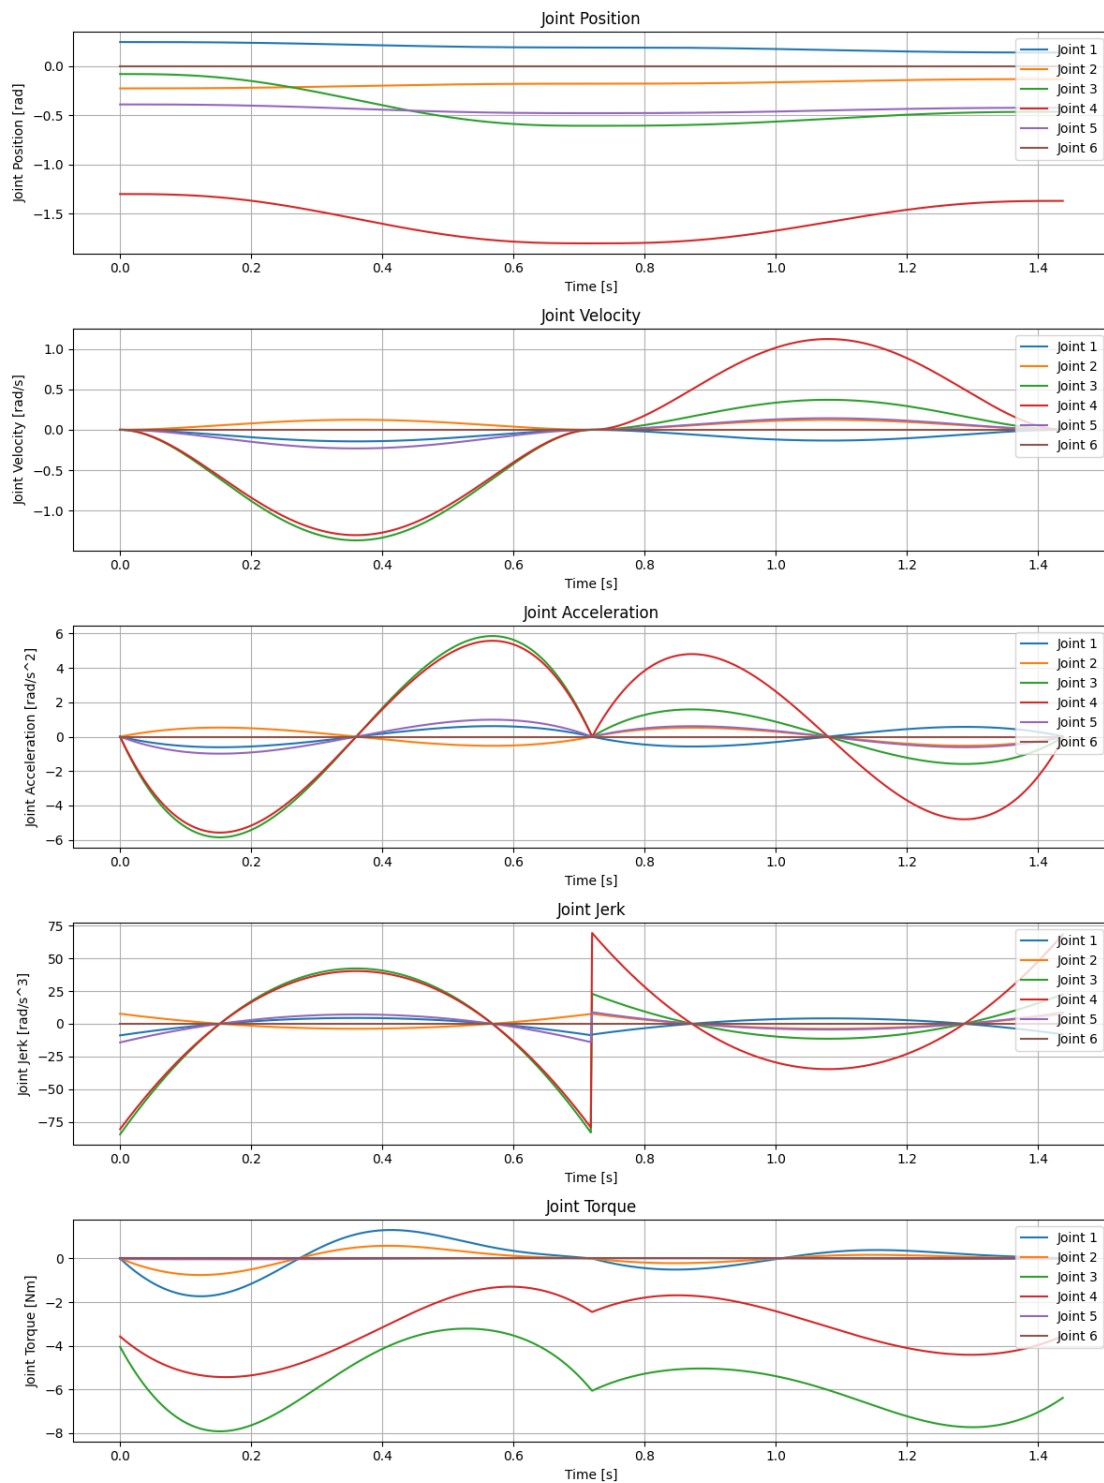 Joint Position
Joint Position [rad]
0.0
−0.5
−1.0
−1.5
Joint 1
Joint 2
Joint 3
Joint 4
Joint 5
Joint 6
0.0 0.2 0.4 0.6 0.8 1.0 1.2 1.4
Time [s]
Joint Velocity
Joint Velocity [rad/s]
1.0
0.5
0.0
−0.5
−1.0
Joint 1
Joint 2
Joint 3
Joint 4
Joint 5
Joint 6
0.0 0.2 0.4 0.6 0.8 1.0 1.2 1.4
Time [s]
Joint Acceleration
Joint Acceleration [rad/s^2]
6
4
2
0
−2
−4
−6
Joint 1
Joint 2
Joint 3
Joint 4
Joint 5
Joint 6
0.0 0.2 0.4 0.6 0.8 1.0 1.2 1.4
Time [s]
Joint Jerk
Joint Jerk [rad/s^3]
75
50
25
0
−25
−50
−75
Joint 1
Joint 2
Joint 3
Joint 4
Joint 5
Joint 6
0.0 0.2 0.4 0.6 0.8 1.0 1.2 1.4
Time [s]
Joint Torque
Joint Torque [Nm]
0
−2
−4
−6
−8
Joint 1
Joint 2
Joint 3
Joint 4
Joint 5
Joint 6
0.0 0.2 0.4 0.6 0.8 1.0 1.2 1.4
Time [s]